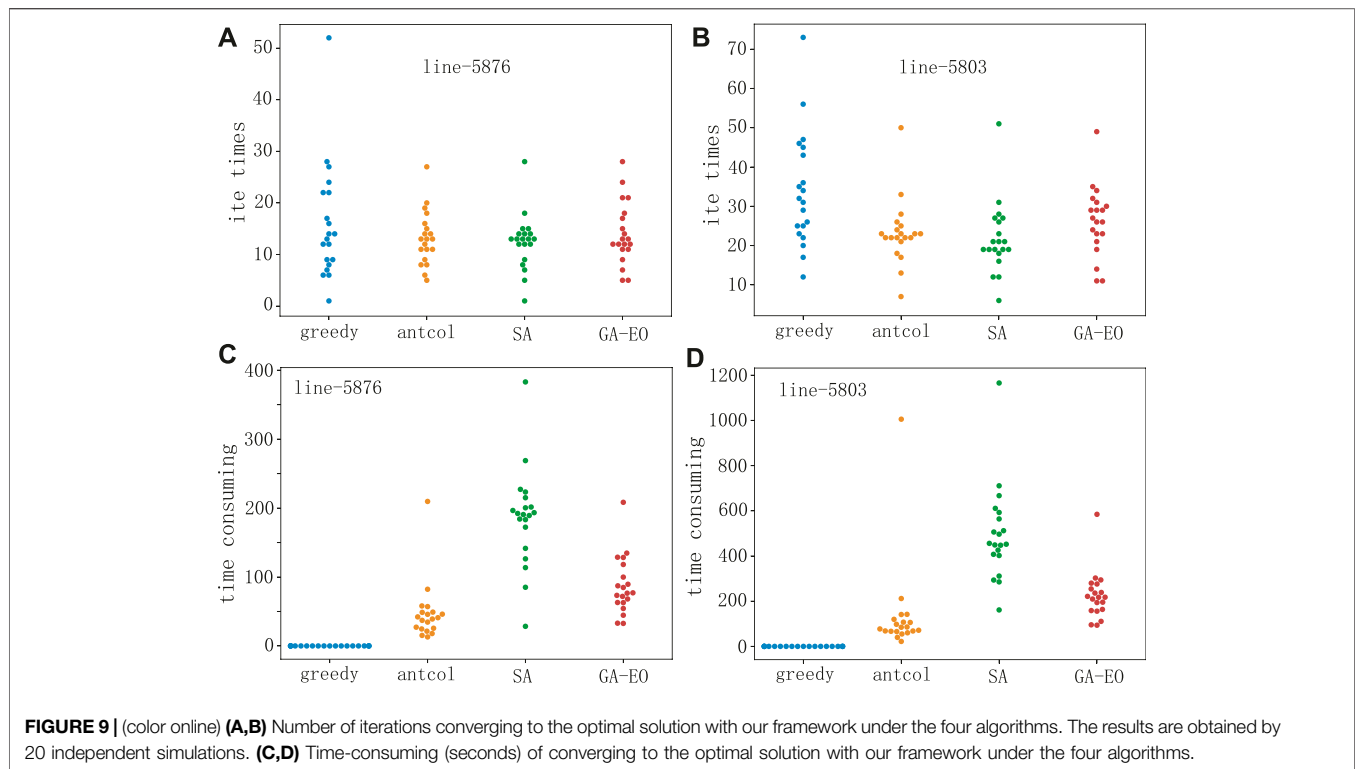 A
line-5876
ite times
50
40
30
20
10
0
greedy antcol SA GA-EO
B
line-5803
ite times
70
60
50
40
30
20
10
greedy antcol SA GA-EO
C
line-5876
time consuming
400
300
200
100
0
greedy antcol SA GA-EO
D
line-5803
time consuming
1200
1000
800
600
400
200
0
greedy antcol SA GA-EO
FIGURE 9 | (color online) (A,B) Number of iterations converging to the optimal solution with our framework under the four algorithms. The results are obtained by
20 independent simulations. (C,D) Time-consuming (seconds) of converging to the optimal solution with our framework under the four algorithms.